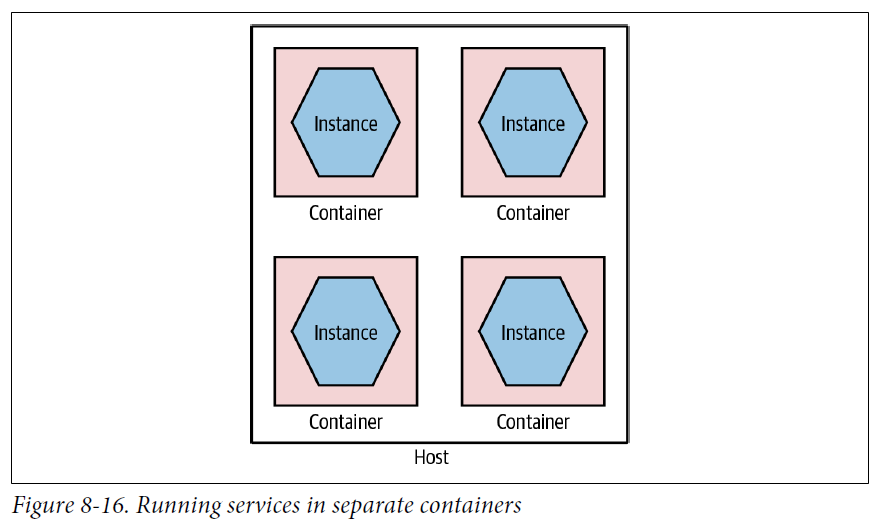 Instance
Instance
Container
Container
Instance
Instance
Container
Container
Host
Figure 8-16. Running services in separate containers